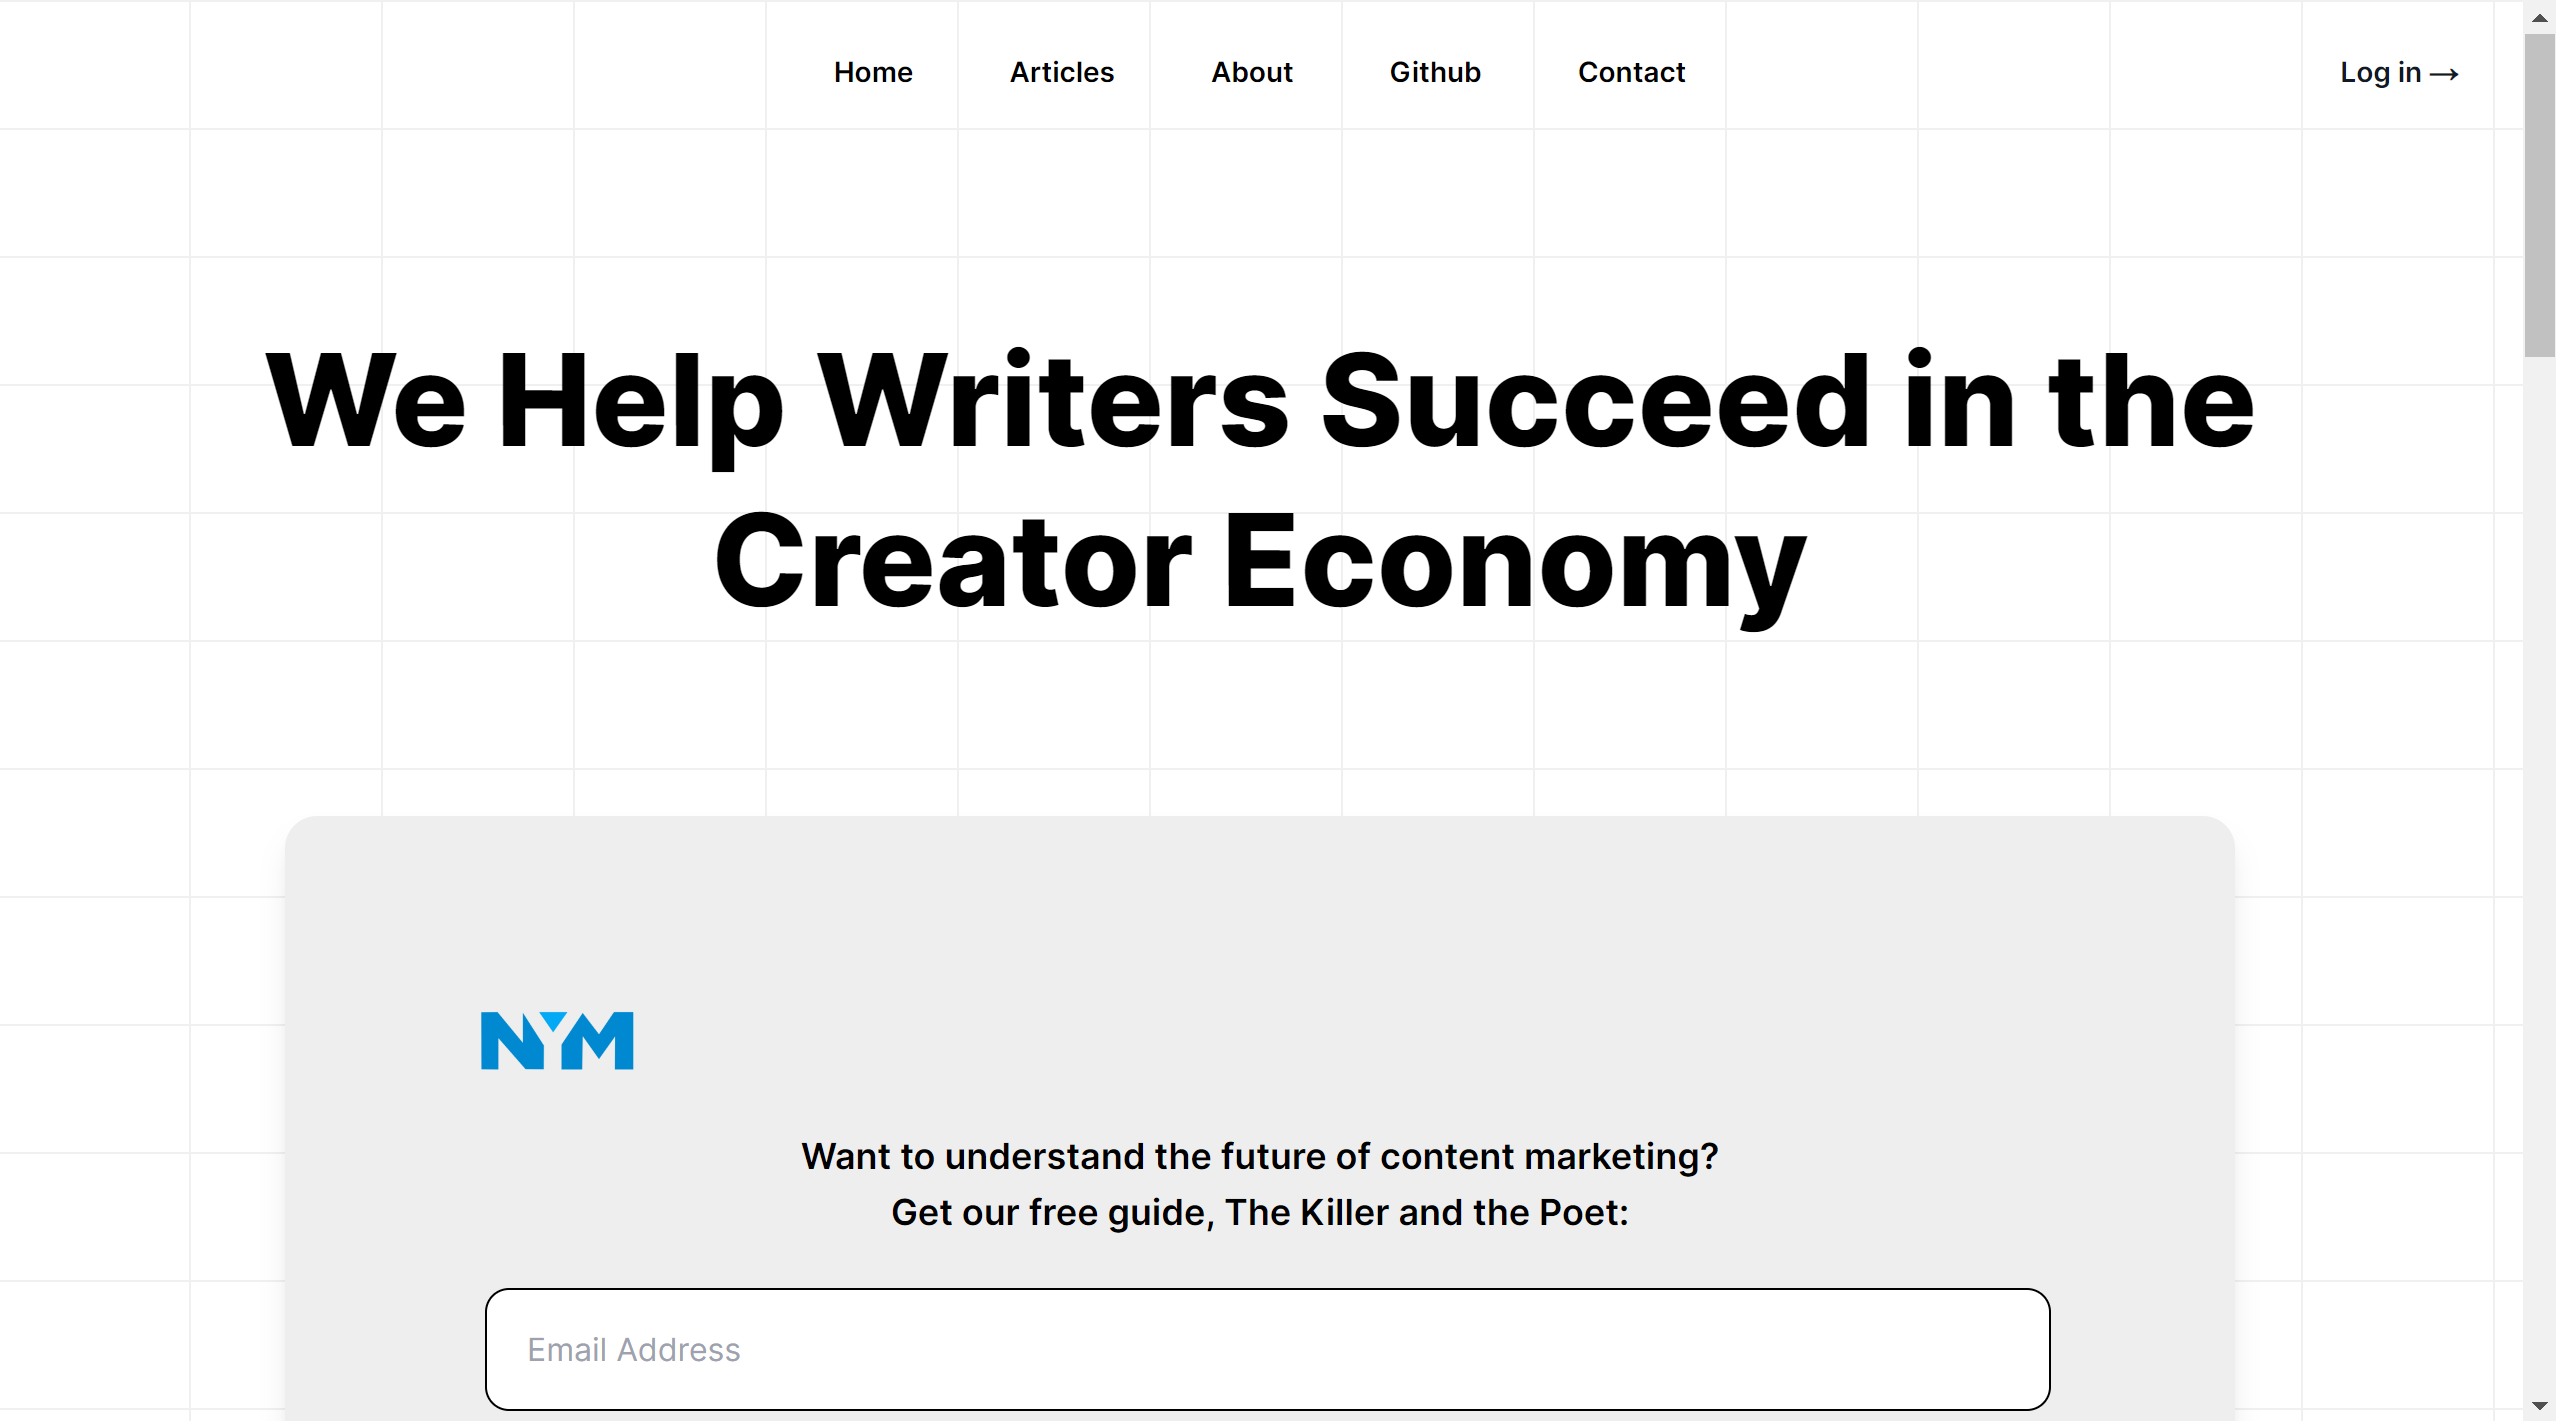 Home Articles About Github Contact Log in →
We Help Writers Succeed in the
Creator Economy
NYM
Want to understand the future of content marketing?
Get our free guide, The Killer and the Poet:
Email Address